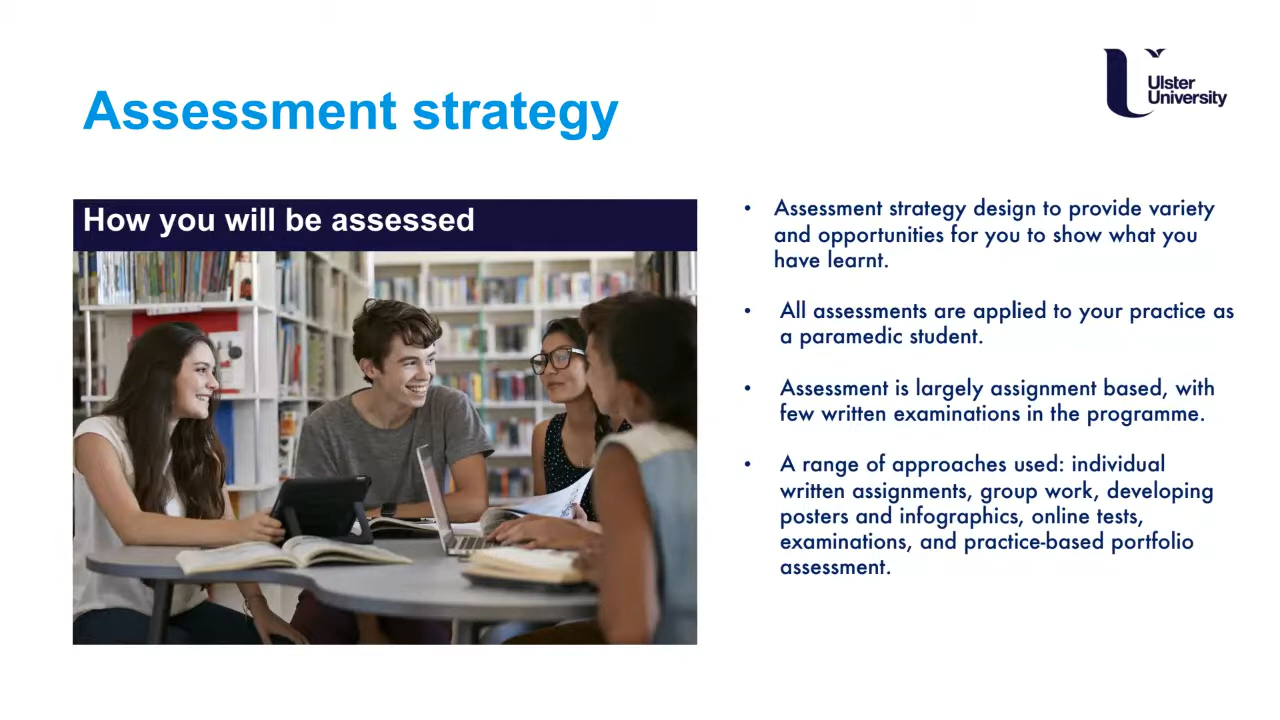 Assessment strategy
Ulster
University
How you will be assessed
• Assessment strategy design to provide variety
and opportunities for you to show what you
have learnt.
• All assessments are applied to your practice as
a paramedic student.
• Assessment is largely assignment based, with
few written examinations in the programme.
• A range of approaches used: individual
written assignments, group work, developing
posters and infographics, online tests,
examinations, and practice-based portfolio
assessment.